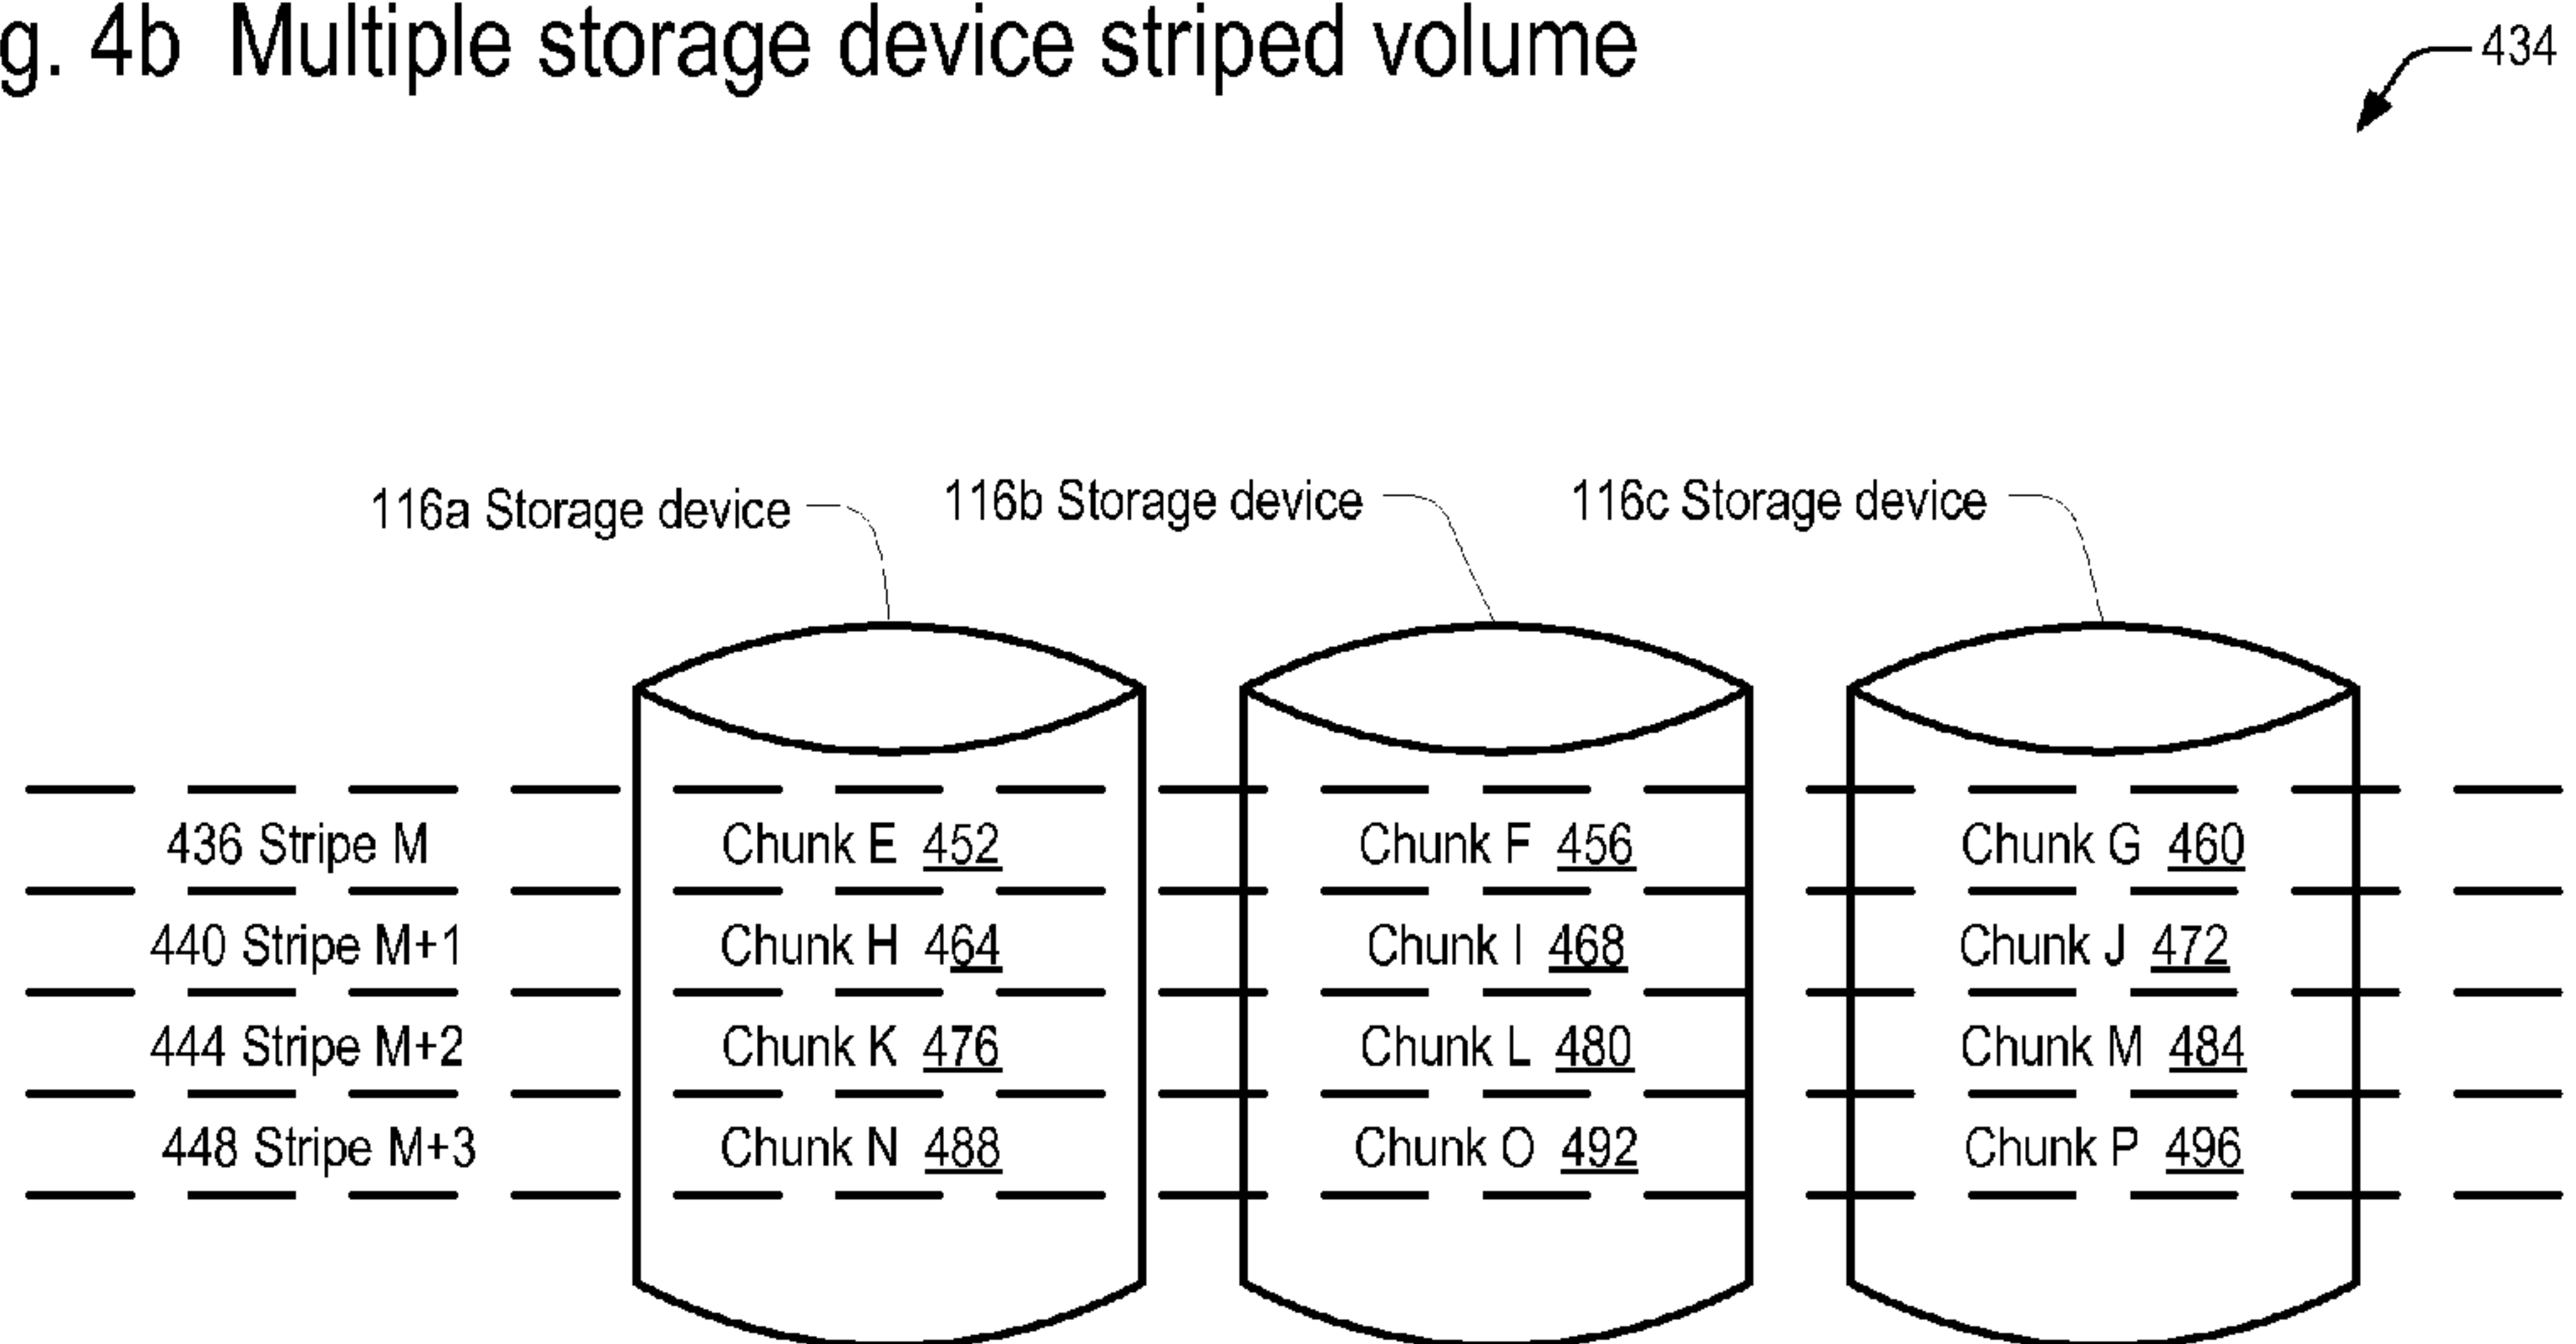 g. 4b Multiple storage device striped volume
434
116a Storage device
116b Storage device
116c Storage device
436 Stripe M Chunk E 452 Chunk F 456 Chunk G 460
440 Stripe M+1 Chunk H 464 Chunk I 468 Chunk J 472
444 Stripe M+2 Chunk K 476 Chunk L 480 Chunk M 484
448 Stripe M+3 Chunk N 488 Chunk O 492 Chunk P 496